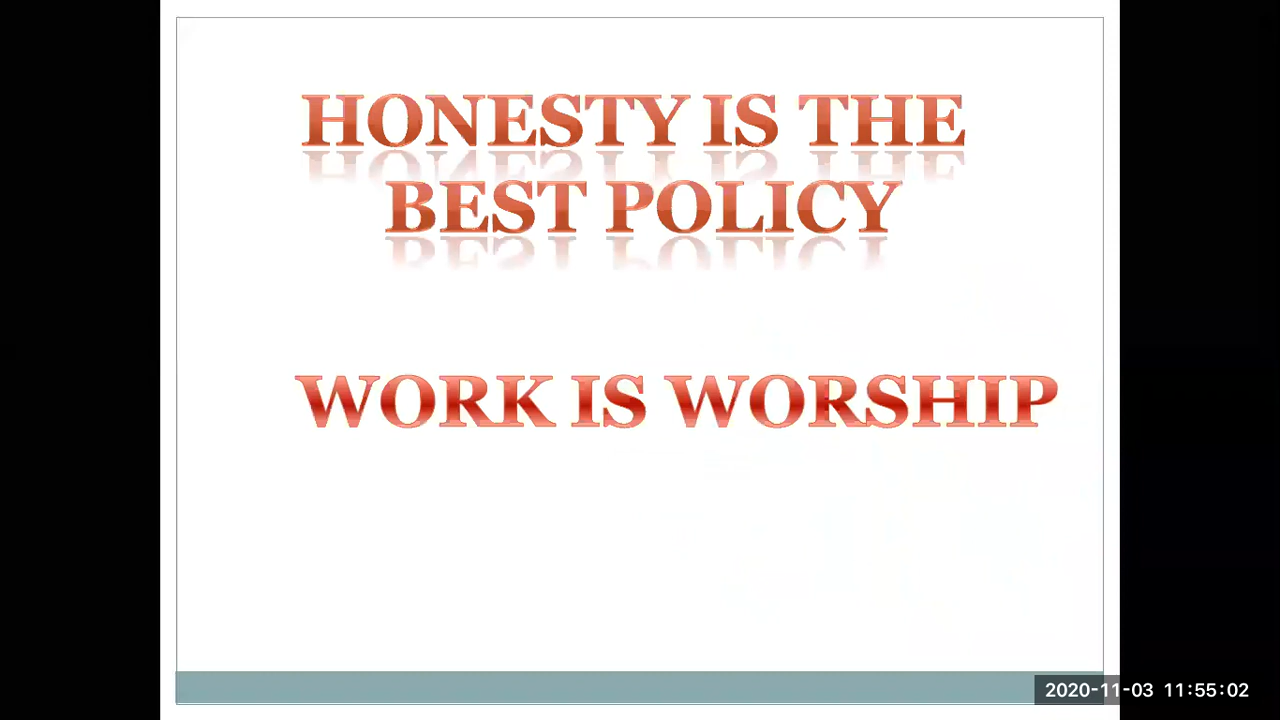 HONESTY IS THE
BEST POLICY
WORK IS WORSHIP
2020-11-03 11:55:02